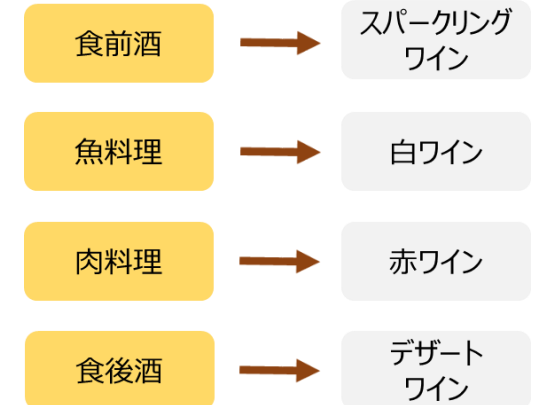 食前酒
スパークリング
ワイン
魚料理
白ワイン
肉料理
赤ワイン
食後酒
デザート
ワイン